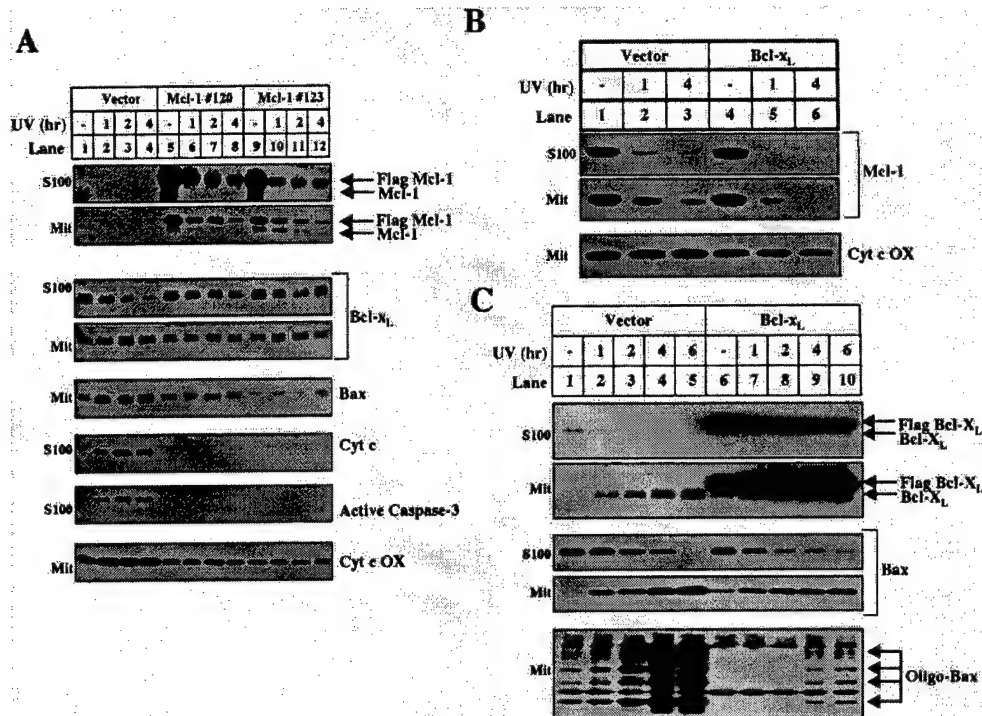 A
Vector Mcl-1 #120 Mcl-1 #123
UV (hr) - 1 2 4 - 1 2 4 - 1 2 4
Lane 1 2 3 4 5 6 7 8 9 10 11 12
S100 Flag Mcl-1
Mcl-1
Mit Flag Mcl-1
Mcl-1
S100
Bcl-xL
Mit
Mit Bax
S100 Cyt c
S100 Active Caspase-3
Mit Cyt c OX
B
Vector Bcl-xL
UV (hr) - 1 4 - 1 4
Lane 1 2 3 4 5 6
S100
Mcl-1
Mit
Cyt c OX
C
Vector Bcl-xL
UV (hr) - 1 2 4 6 - 1 2 4 6
Lane 1 2 3 4 5 6 7 8 9 10
S100 Flag Bcl-XL
Bcl-XL
Mit Flag Bcl-XL
Bcl-XL
S100
Bax
Mit
Mit Oligo-Bax